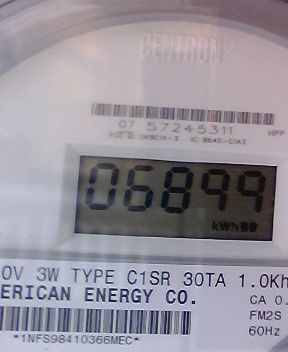 CENTRON
07 57245311
HPP
06899
kWh
0V 3W TYPE C1SR 30TA 1.0Kh
ERICAN ENERGY CO.
CA 0.
FM2S
60Hz
*1NFS98410366MEC*